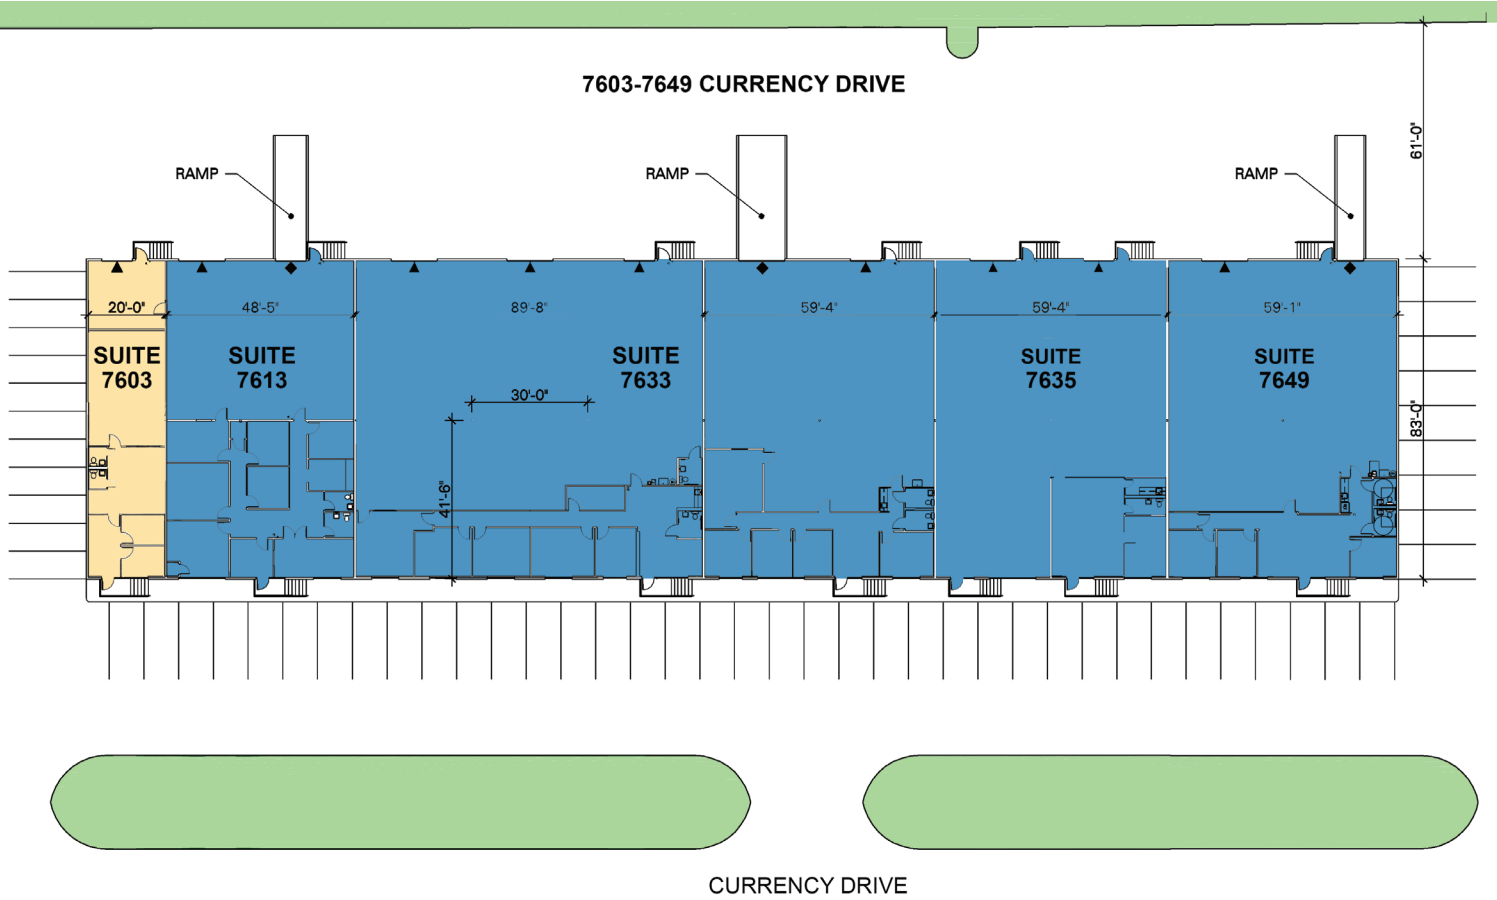 7603-7649 CURRENCY DRIVE
61'-0"
RAMP
RAMP
RAMP
20'-0"
48'-5"
89'-8"
59'-4"
59'-4"
59'-1"
SUITE
7603
SUITE
7613
SUITE
7633
SUITE
7635
SUITE
7649
30'-0"
83'-0"
41'-6"
CURRENCY DRIVE